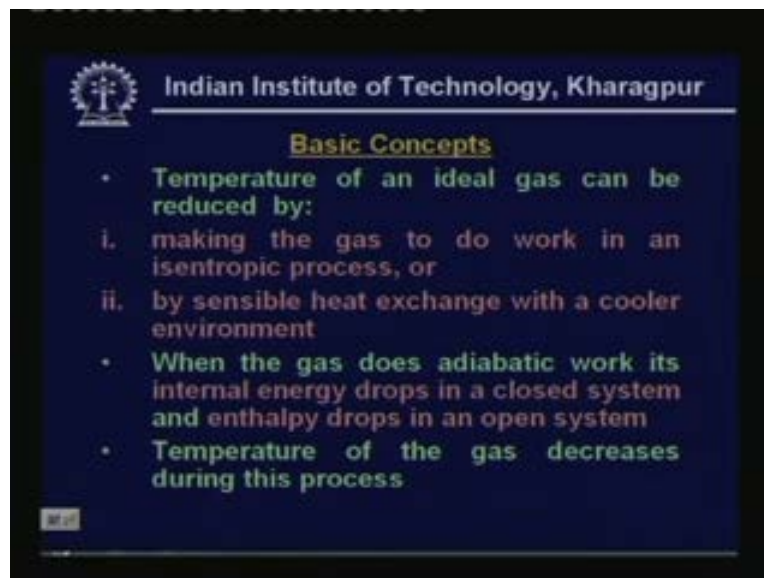 Indian Institute of Technology, Kharagpur
Basic Concepts
• Temperature of an ideal gas can be
reduced by:
i. making the gas to do work in an
isentropic process, or
ii. by sensible heat exchange with a cooler
environment
• When the gas does adiabatic work its
internal energy drops in a closed system
and enthalpy drops in an open system
• Temperature of the gas decreases
during this process